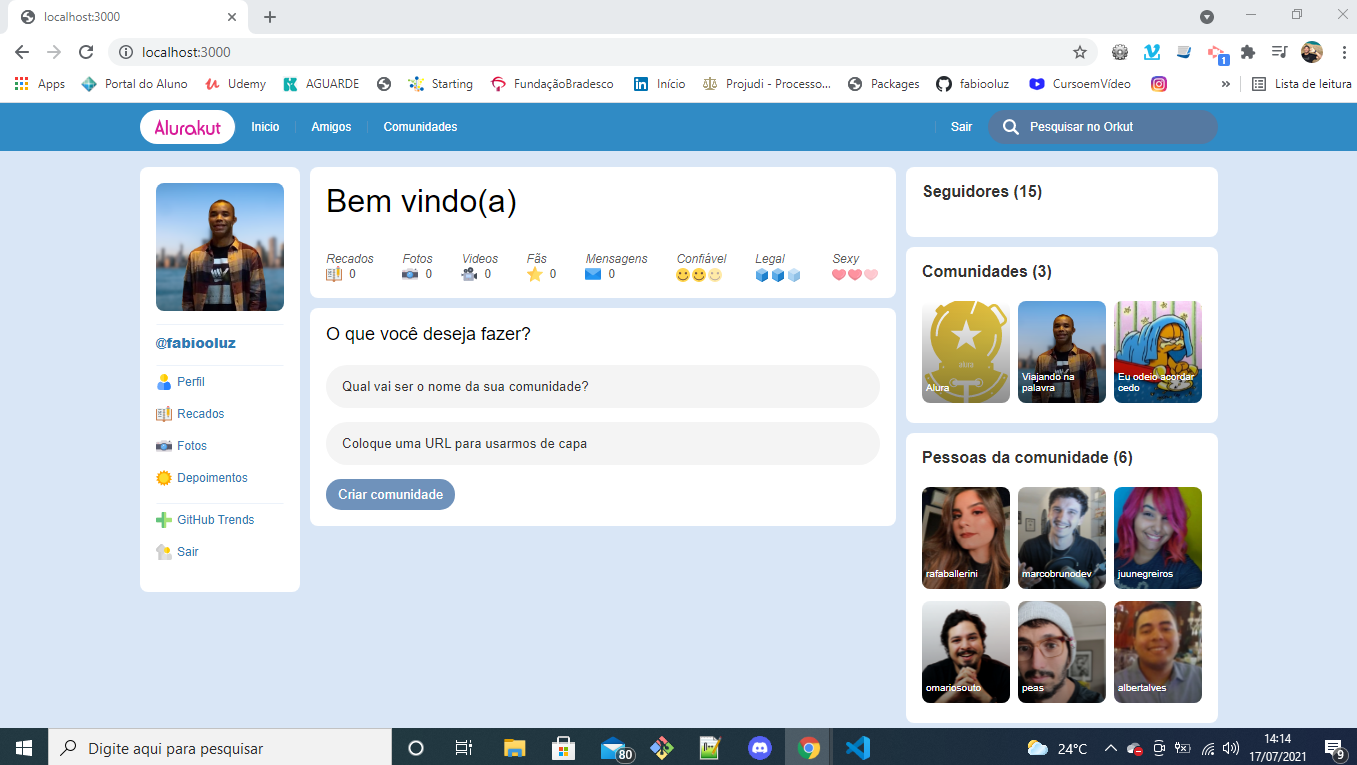 localhost:3000
localhost:3000
1
Apps
Portal do Aluno
Udemy
AGUARDE
Starting
FundaçãoBradesco
Início
Projudi - Processo...
Packages
fabiooluz
CursoemVídeo
»
Lista de leitura
Alurakut
Inicio
Amigos
Comunidades
Sair
Pesquisar no Orkut
@fabiooluz
Perfil
Recados
Fotos
Depoimentos
GitHub Trends
Sair
Bem vindo(a)
Recados
Fotos
Videos
Fãs
Mensagens
Confiável
Legal
Sexy
0
0
0
0
0
O que você deseja fazer?
Qual vai ser o nome da sua comunidade?
Coloque uma URL para usarmos de capa
Criar comunidade
Seguidores (15)
Comunidades (3)
Alura
Viajando na
palavra
Eu odeio acordar
cedo
Pessoas da comunidade (6)
rafaballerini
marcobrunodev
juunegreiros
omariosouto
peas
albertalves
Digite aqui para pesquisar
80
24°C
14:14
17/07/2021
9